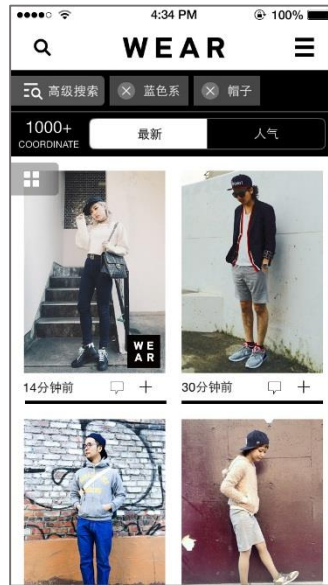 4:34 PM 100%
WEAR
高级搜索 蓝色系 帽子
1000+
COORDINATE
最新 人气
WE
AR
14分钟前 30分钟前